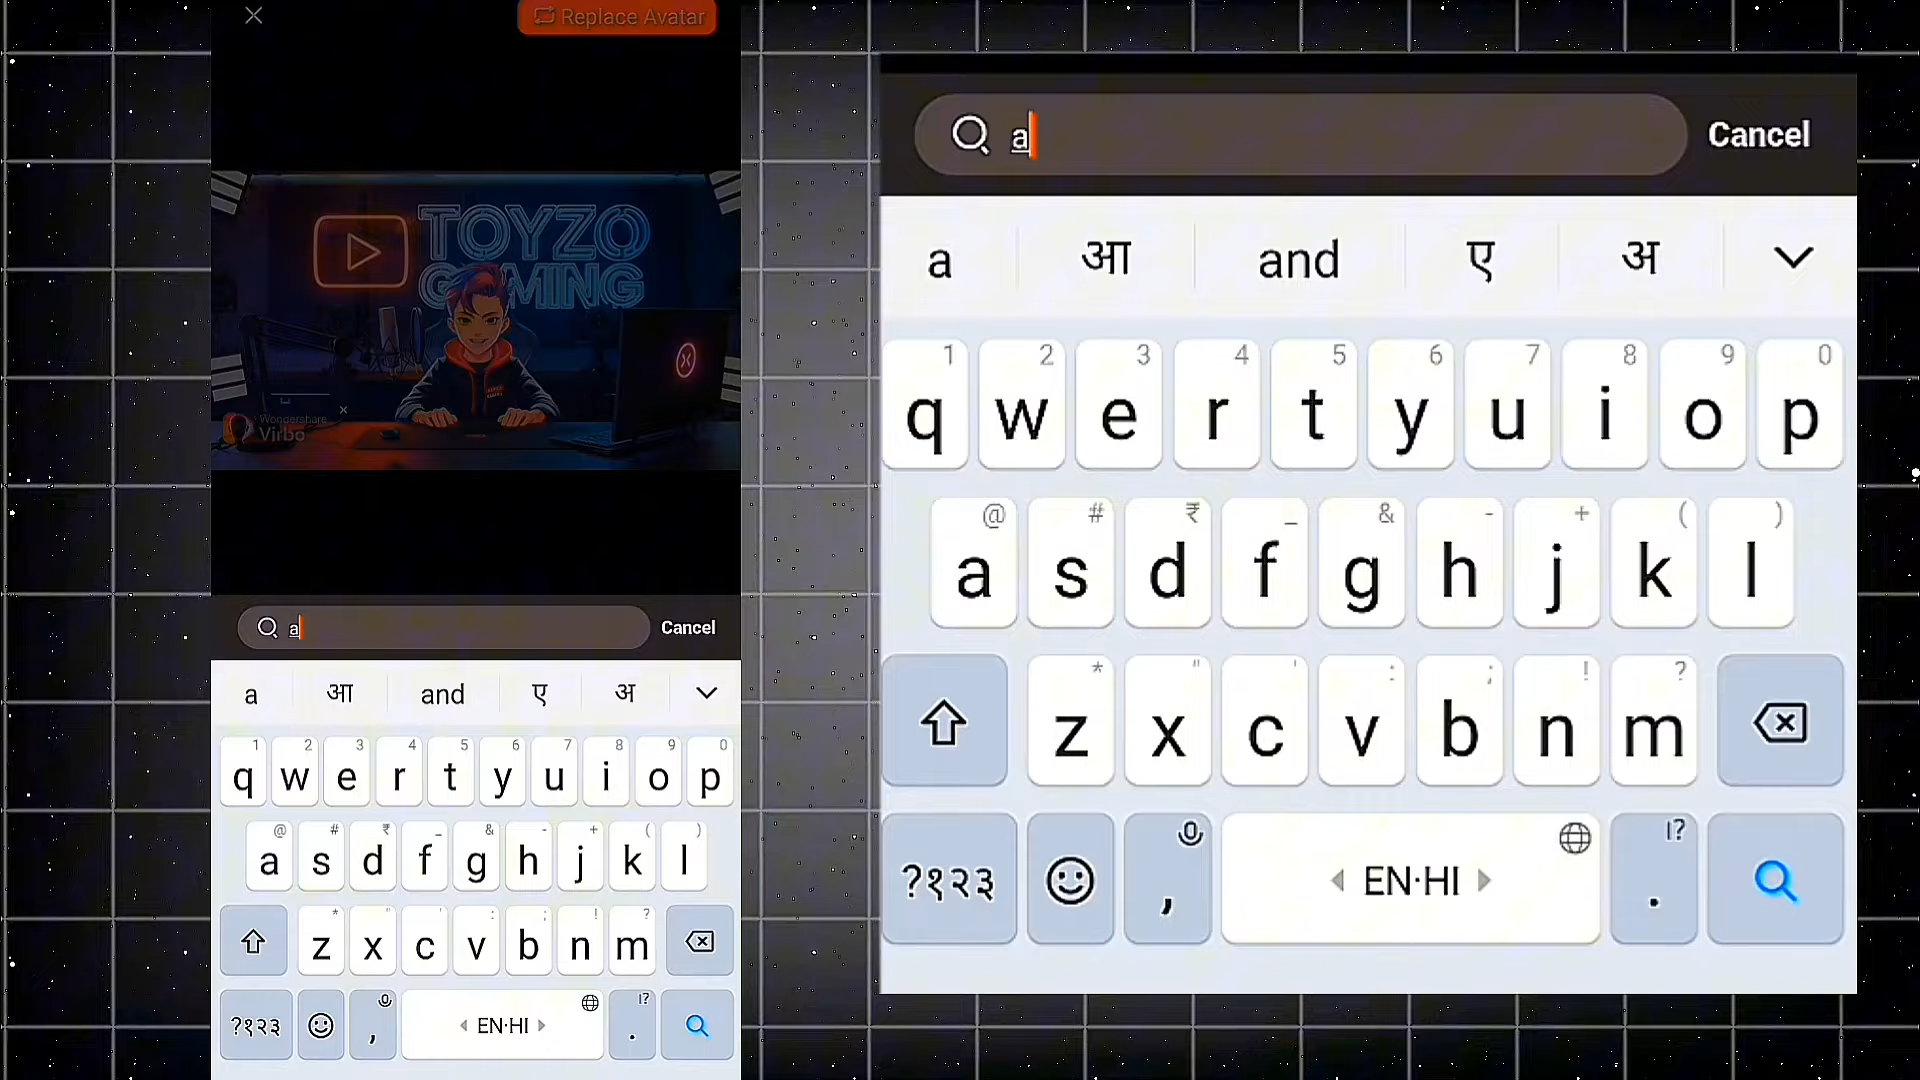 Replace Avatar
TOYZO
GAMING
Wondershare
Virbo
a
Cancel
a आ and ए अ
1 2 3 4 5 6 7 8 9 0
q w e r t y u i o p
@ # ₹ _ & - + ( )
a s d f g h j k l
* " ' : ; ! ?
z x c v b n m
?१२३ , EN·HI . !?
a
Cancel
a आ and ए अ
1 2 3 4 5 6 7 8 9 0
q w e r t y u i o p
@ # ₹ _ & - + ( )
a s d f g h j k l
* " ' : ; ! ?
z x c v b n m
?१२३ , EN·HI . !?